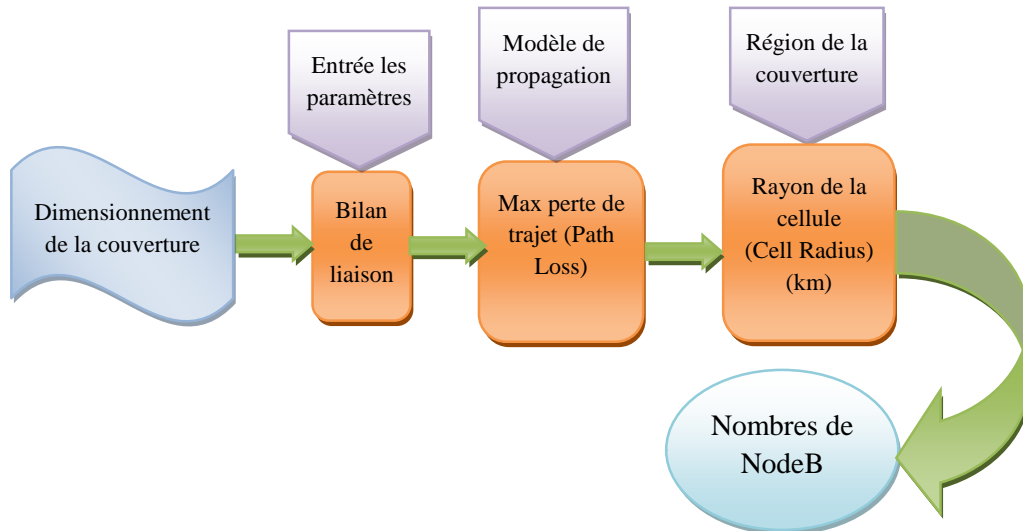 Entrée les
paramètres
Modèle de
propagation
Région de la
couverture
Dimensionnement
de la couverture
Bilan
de
liaison
Max perte de
trajet (Path
Loss)
Rayon de la
cellule
(Cell Radius)
(km)
Nombres de
NodeB